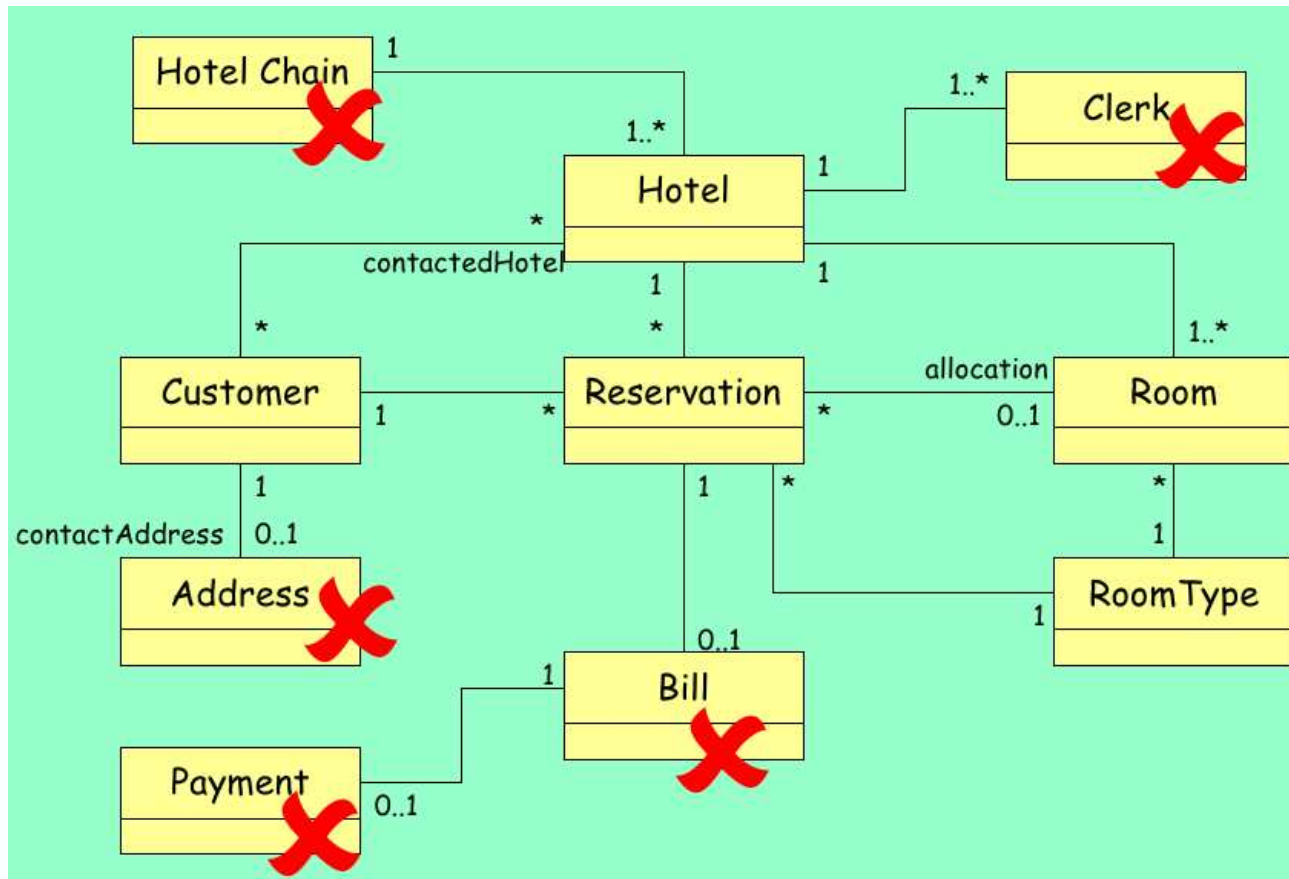 Hotel Chain
1
1..*
Clerk
1..*
Hotel
1
*
contactedHotel
1
1
*
*
1..*
Customer
1
*
Reservation
*
allocation
0..1
Room
1
contactAddress
0..1
1
*
*
1
Address
RoomType
1
0..1
Bill
1
Payment
0..1